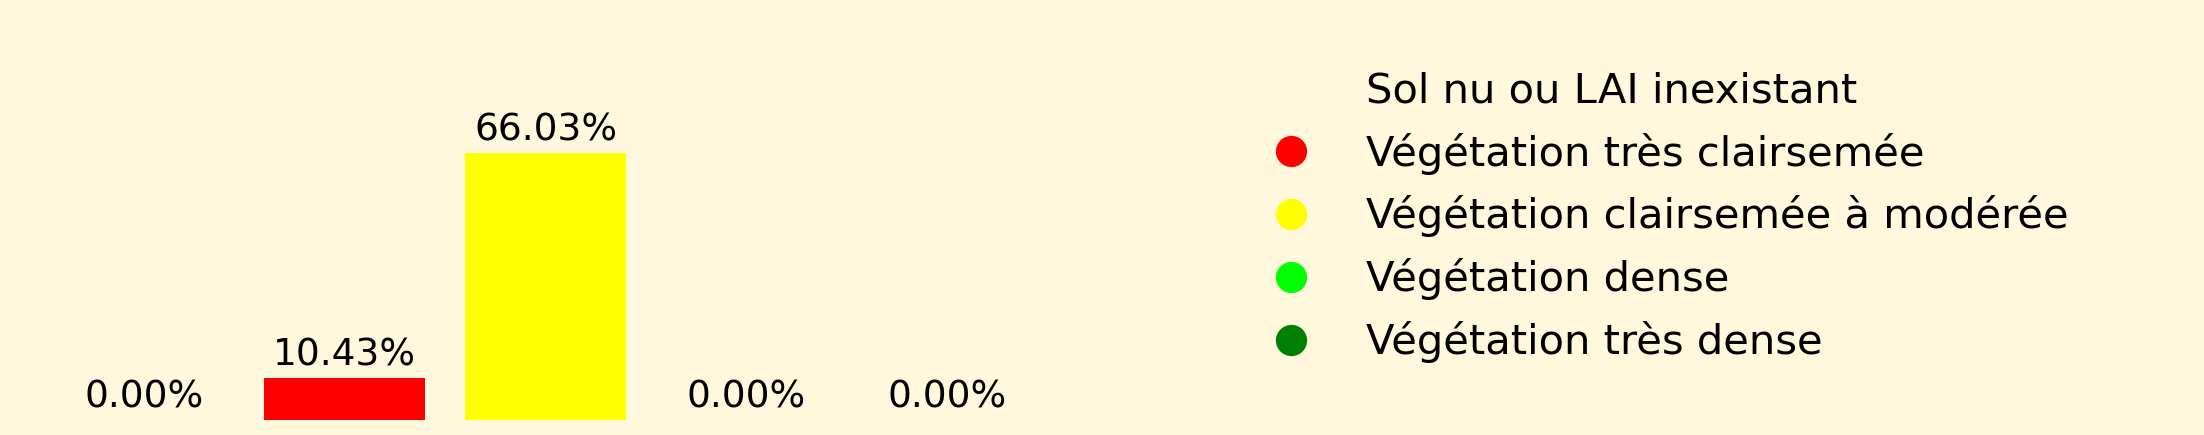 66.03%
10.43%
0.00%
0.00%
0.00%
Sol nu ou LAI inexistant
Végétation très clairsemée
Végétation clairsemée à modérée
Végétation dense
Végétation très dense